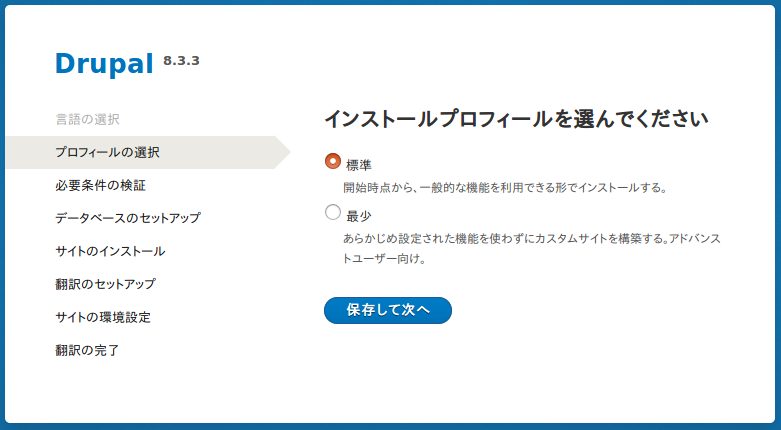 Drupal 8.3.3
言語の選択
プロフィールの選択
必要条件の検証
データベースのセットアップ
サイトのインストール
翻訳のセットアップ
サイトの環境設定
翻訳の完了
インストールプロフィールを選んでください
標準
開始時点から、一般的な機能を利用できる形でインストールする。
最少
あらかじめ設定された機能を使わずにカスタムサイトを構築する。アドバンス
トユーザー向け。
保存して次へ